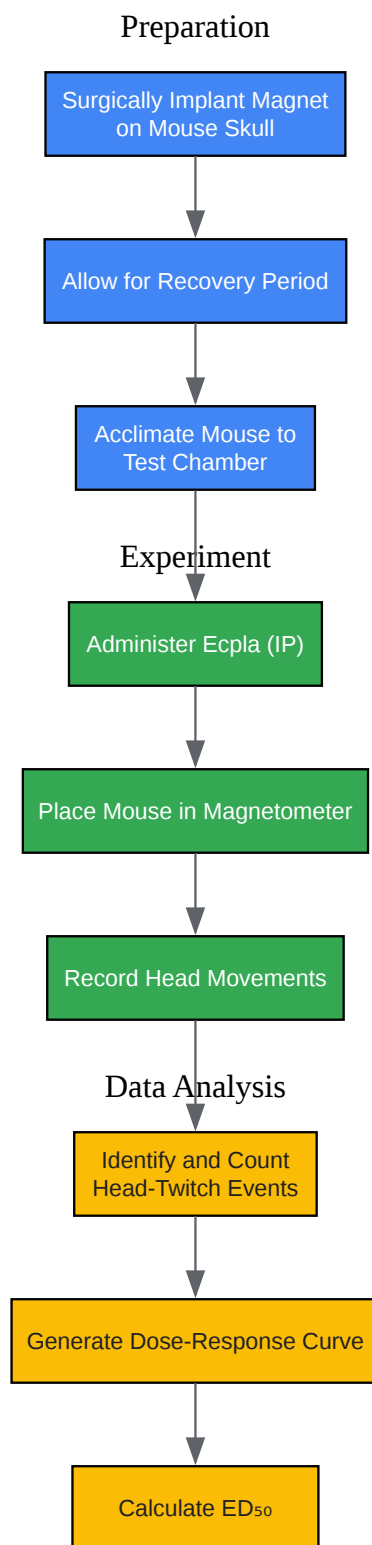 Preparation
Surgically Implant Magnet
on Mouse Skull
Allow for Recovery Period
Acclimate Mouse to
Test Chamber
Experiment
Administer Ecpla (IP)
Place Mouse in Magnetometer
Record Head Movements
Data Analysis
Identify and Count
Head-Twitch Events
Generate Dose-Response Curve
Calculate ED₅₀